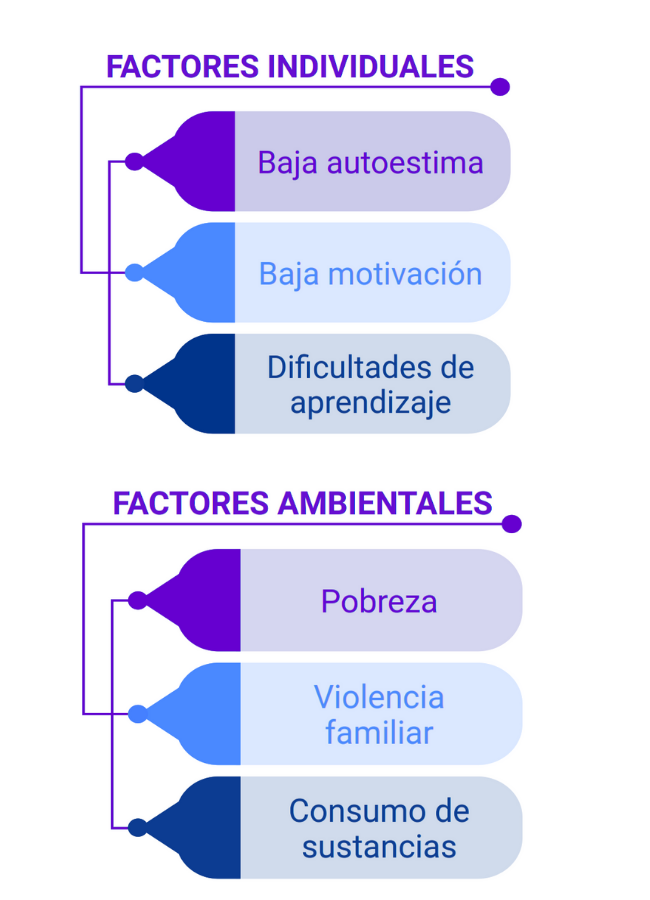 FACTORES INDIVIDUALES
Baja autoestima
Baja motivación
Dificultades de
aprendizaje
FACTORES AMBIENTALES
Pobreza
Violencia
familiar
Consumo de
sustancias